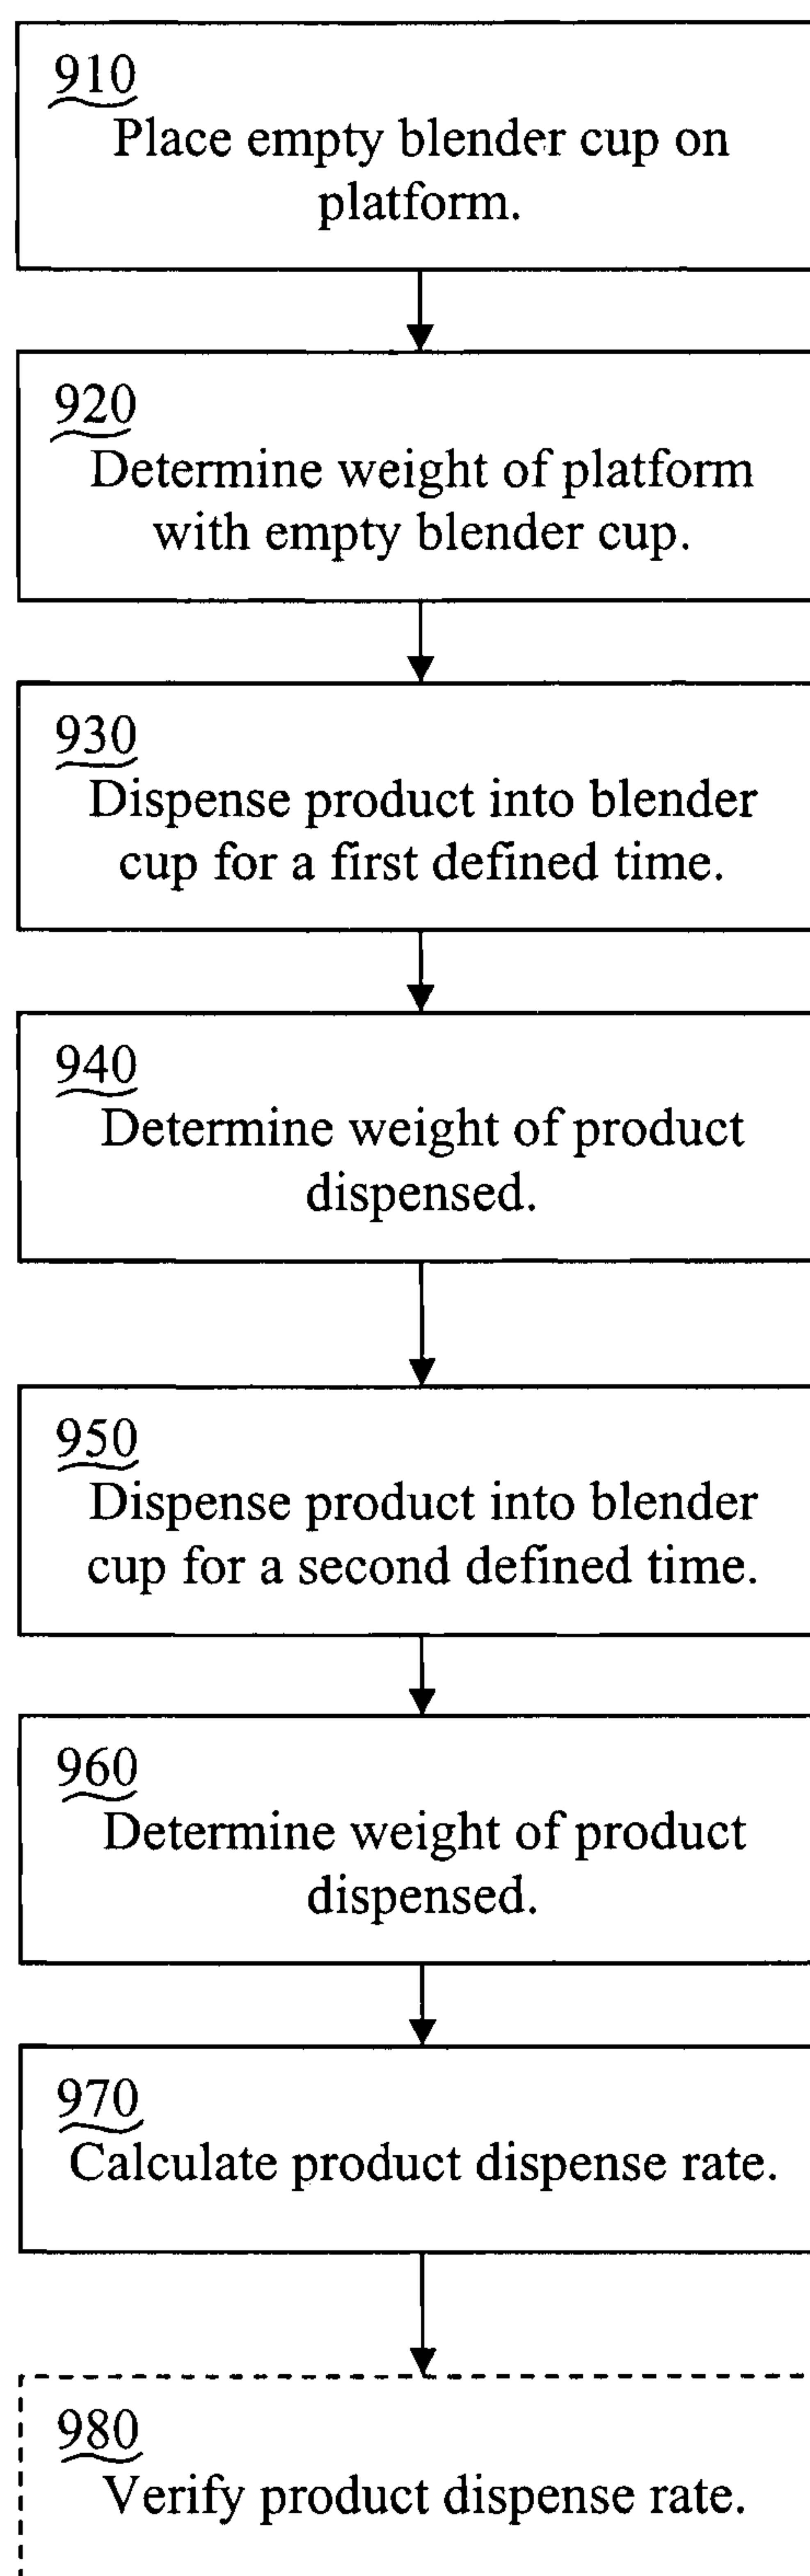 910
Place empty blender cup on
platform.
920
Determine weight of platform
with empty blender cup.
930
Dispense product into blender
cup for a first defined time.
940
Determine weight of product
dispensed.
950
Dispense product into blender
cup for a second defined time.
960
Determine weight of product
dispensed.
970
Calculate product dispense rate.
980
Verify product dispense rate.